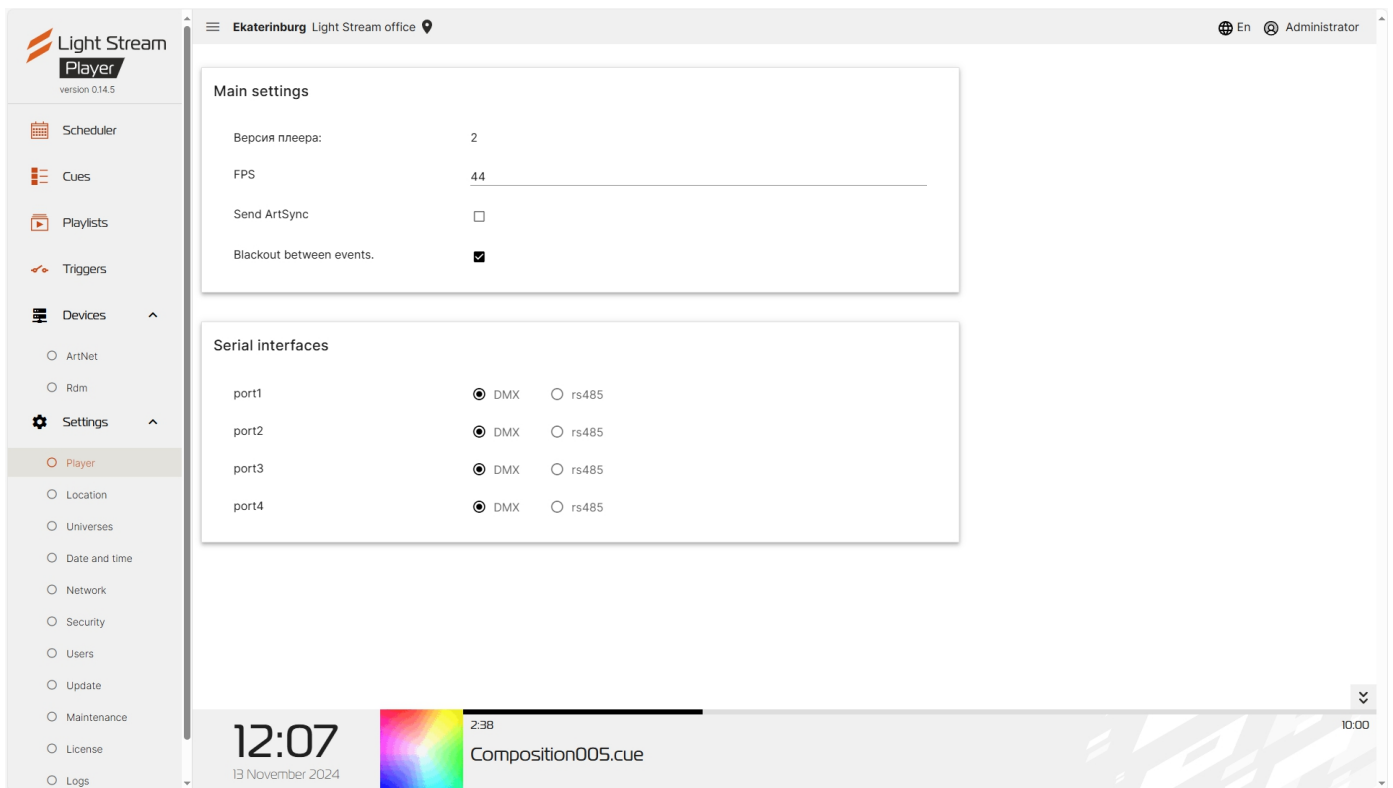 Light Stream
Player
version 0.14.5
Scheduler
Cues
Playlists
Triggers
Devices
ArtNet
Rdm
Settings
Player
Location
Universes
Date and time
Network
Security
Users
Update
Maintenance
License
Logs
Ekaterinburg Light Stream office
En Administrator
Main settings
Версия плеера: 2
FPS 44
Send ArtSync
Blackout between events.
Serial interfaces
port1 DMX rs485
port2 DMX rs485
port3 DMX rs485
port4 DMX rs485
12:07
13 November 2024
2:38 10:00
Composition005.cue